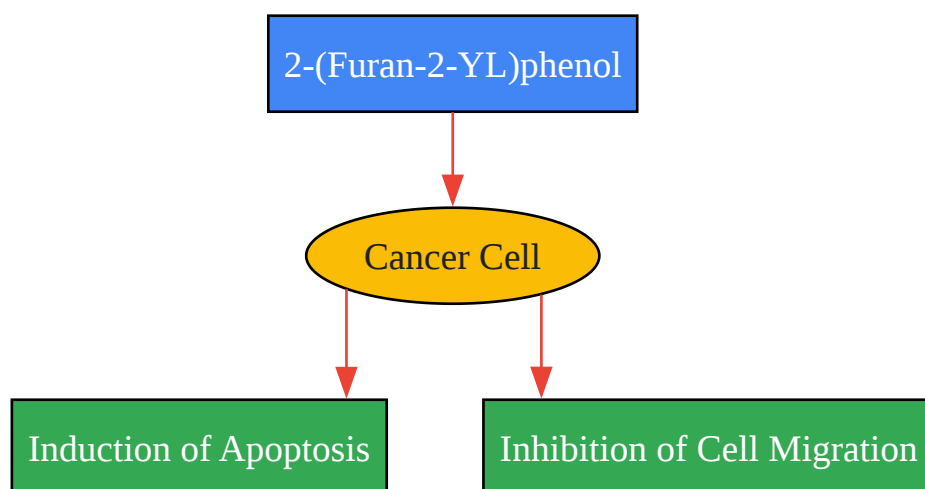 2-(Furan-2-YL)phenol
Cancer Cell
Induction of Apoptosis
Inhibition of Cell Migration